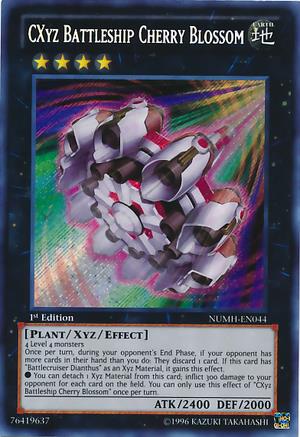 CXyz Battleship Cherry Blossom
EARTH
地
NUMH-EN044
1st Edition
[Plant/Xyz/Effect]
4 Level 4 monsters
Once per turn, during your opponent's End Phase, if your opponent has
more cards in their hand than you do: They discard 1 card. If this card has
"Battlecruiser Dianthus" as an Xyz Material, it gains this effect.
● You can detach 1 Xyz Material from this card; inflict 300 damage to your
opponent for each card on the field. You can only use this effect of "CXyz
Battleship Cherry Blossom" once per turn.
ATK/2400 DEF/2000
76419637
©1996 KAZUKI TAKAHASHI